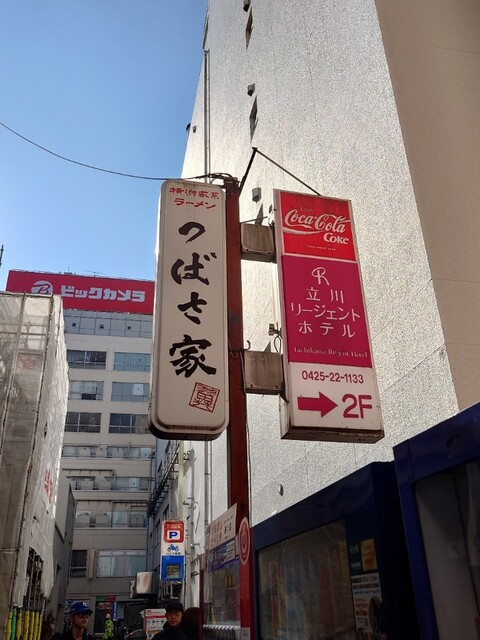 横浜家系
ラーメン
つばさ家
翼
Coca-Cola
Coke
R
立川
リージェント
ホテル
Tachikawa Regent Hotel
0425-22-1133
→ 2F
ビックカメラ
P